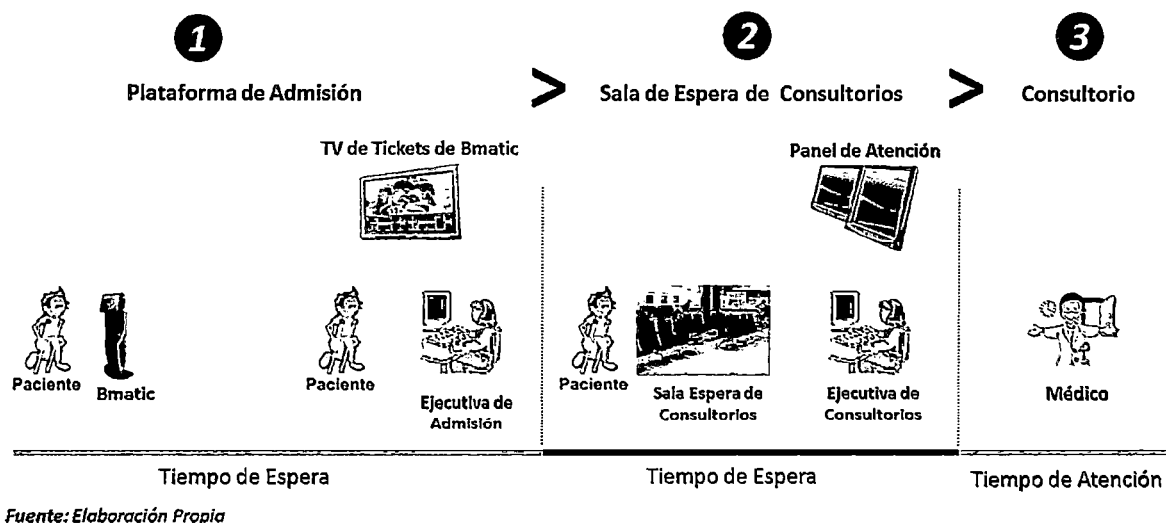 1
2
3
Plataforma de Admisión
>
Sala de Espera de Consultorios
>
Consultorio
TV de Tickets de Bmatic
Panel de Atención
Paciente
Bmatic
Paciente
Ejecutiva de
Admisión
Paciente
Sala Espera de
Consultorios
Ejecutiva de
Consultorios
Médico
Tiempo de Espera
Tiempo de Espera
Tiempo de Atención
Fuente: Elaboración Propia